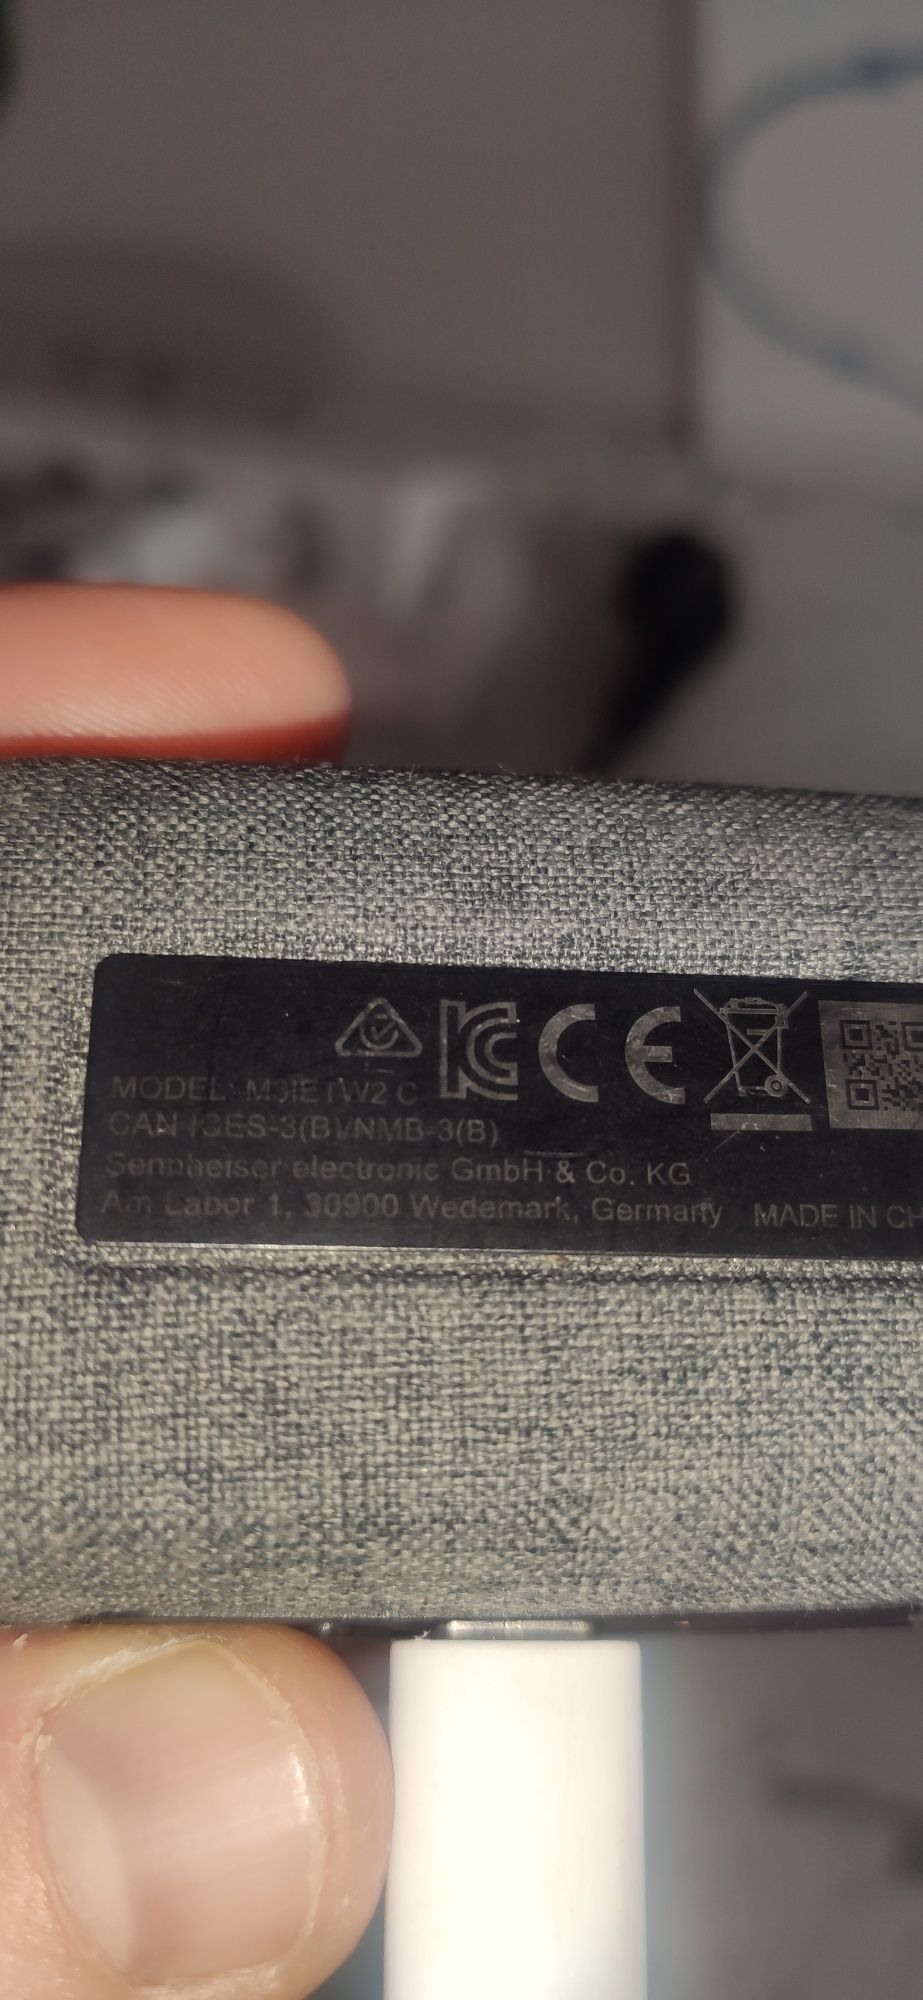 MODEL: M3IETW2 C
CAN ICES-3(B)/NMB-3(B)
Sennheiser electronic GmbH & Co. KG
Am Labor 1, 30900 Wedemark, Germany MADE IN CH